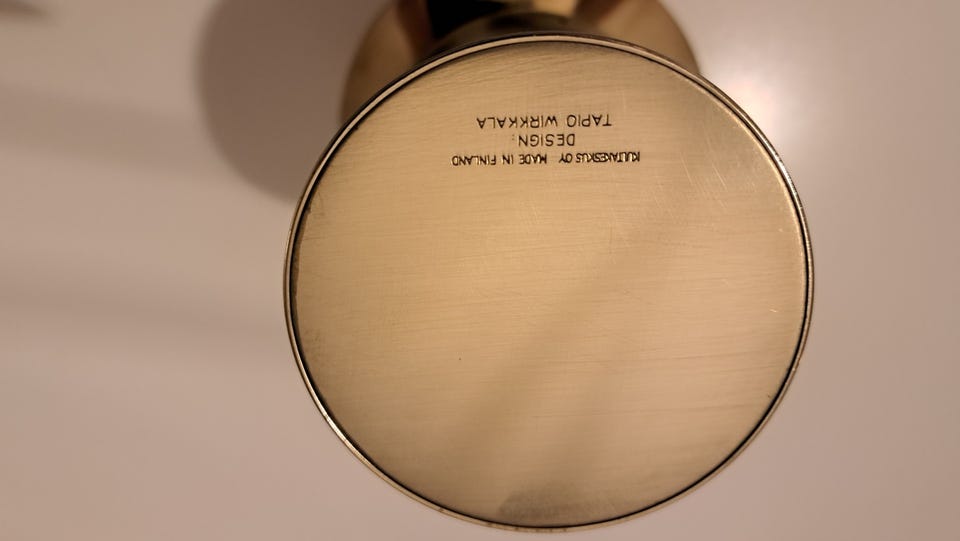 KULTAKESKUS OY MADE IN FINLAND
DESIGN:
TAPIO WIRKKALA